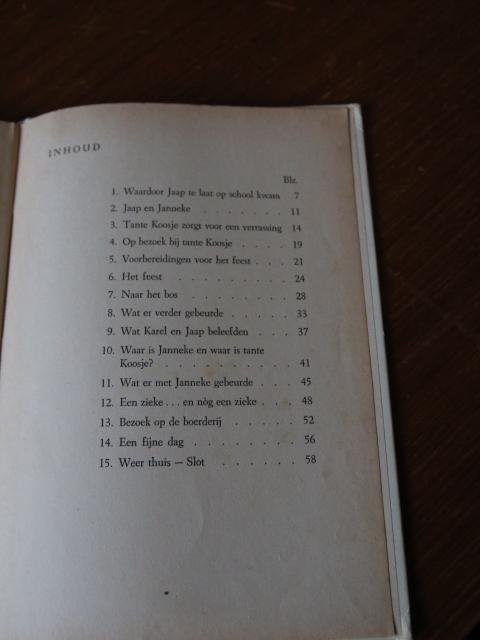 INHOUD
Blz.
1. Waardoor Jaap te laat op school kwam 7
2. Jaap en Janneke . . . . . . . 11
3. Tante Koosje zorgt voor een verrassing 14
4. Op bezoek bij tante Koosje . . . . 19
5. Voorbereidingen voor het feest . . . 21
6. Het feest . . . . . . . . 24
7. Naar het bos . . . . . . . . 28
8. Wat er verder gebeurde . . . . . 33
9. Wat Karel en Jaap beleefden . . . 37
10. Waar is Janneke en waar is tante
Koosje? . . . . . . . . . 41
11. Wat er met Janneke gebeurde . . . 45
12. Een zieke . . . en nòg een zieke . . . 48
13. Bezoek op de boerderij . . . . . 52
14. Een fijne dag . . . . . . . . 56
15. Weer thuis – Slot . . . . . . 58